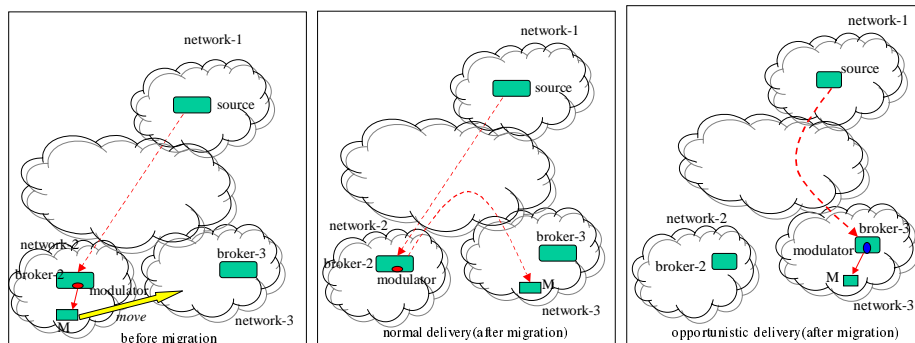 network-1
source
network-2
broker-2
modulator
M
move
broker-3
network-3
before migration
network-1
source
network-2
broker-2
modulator
broker-3
M
network-3
normal delivery(after migration)
network-1
source
network-2
broker-2
broker-3
modulator
M
network-3
opportunistic delivery(after migration)